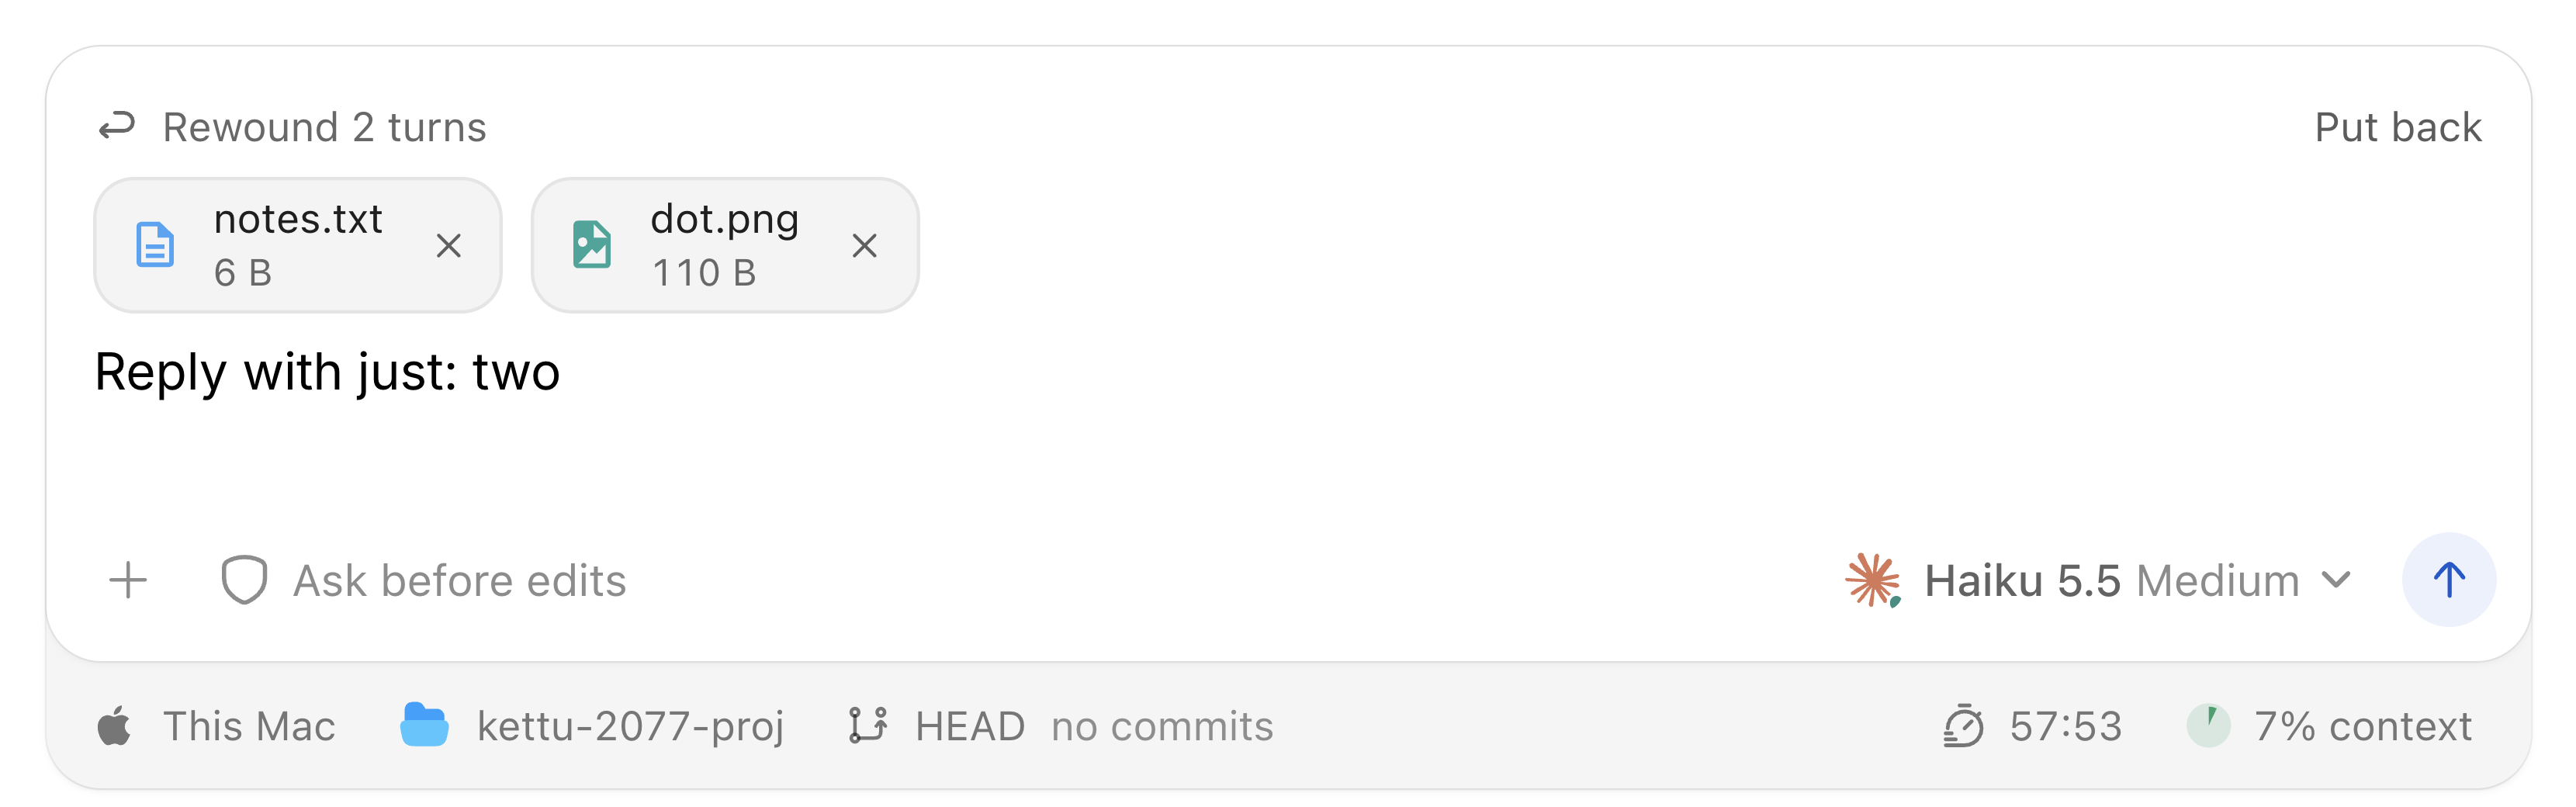 Rewound 2 turns
Put back
notes.txt
6 B
dot.png
110 B
Reply with just: two
Ask before edits
Haiku 5.5 Medium
This Mac
kettu-2077-proj
HEAD no commits
57:53
7% context